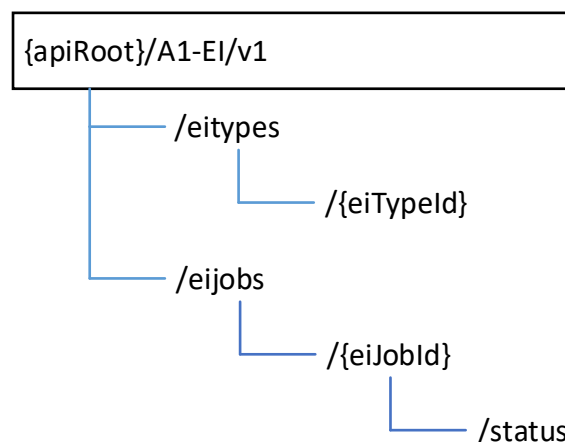 {apiRoot}/A1-EI/v1
/eitypes
/{eiTypeId}
/eijobs
/{eiJobId}
/status